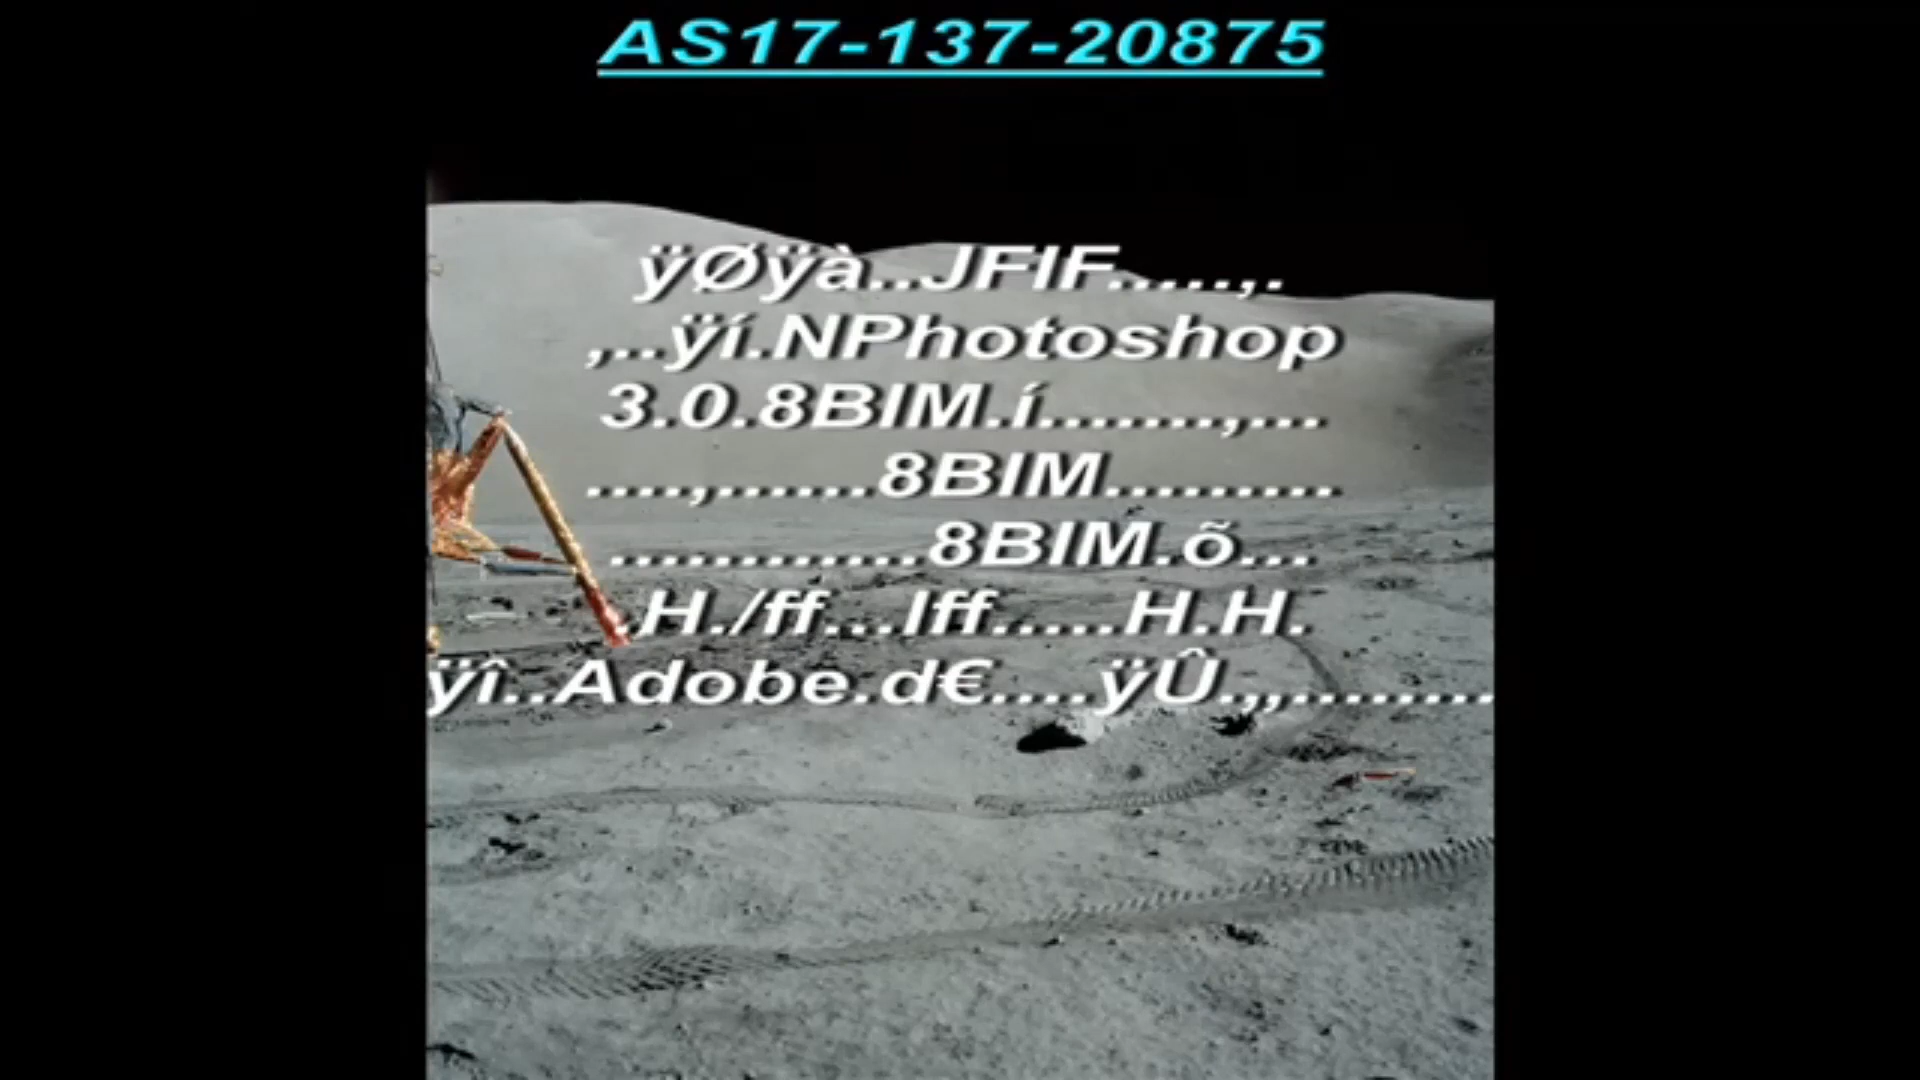 AS17-137-20875
ÿØÿà..JFIF.....,.
,..ÿí.NPhotoshop
3.0.8BIM.í........,...
....,.......8BIM..........
.............8BIM.õ...
.H./ff...lff.....H.H.
ÿî..Adobe.d€....ÿÛ.„........